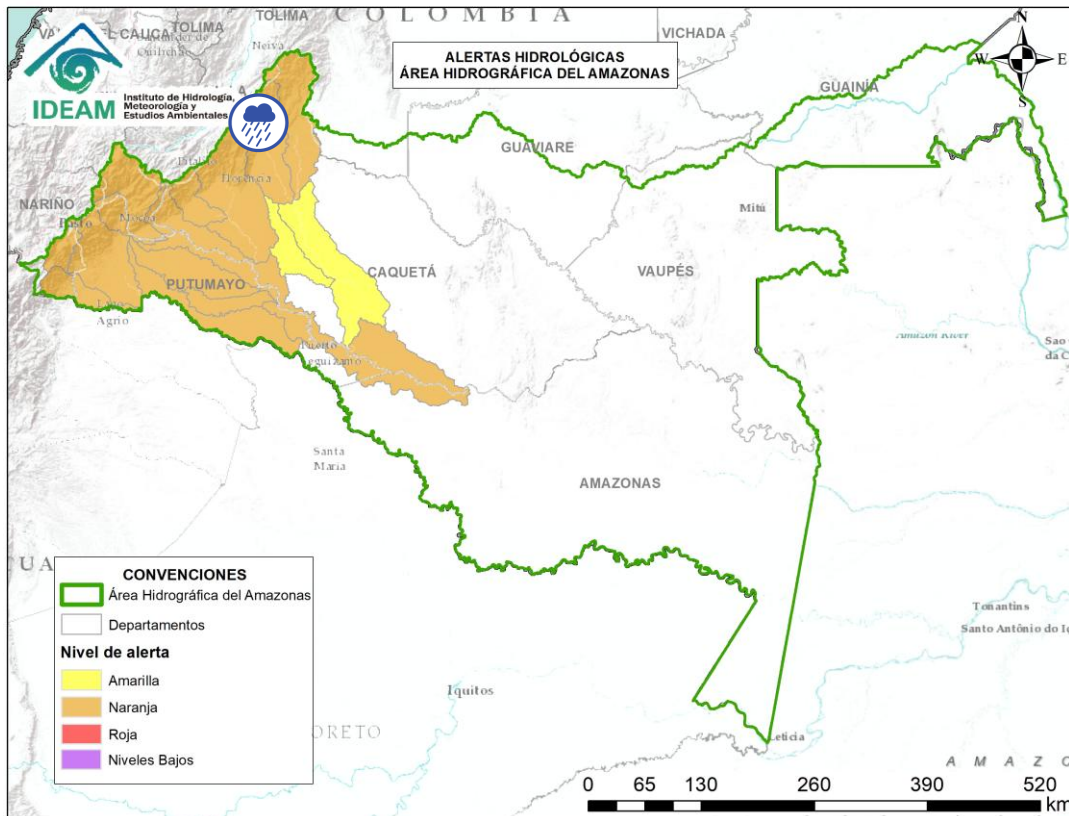 COLOMBIA
TOLIMA
TOLIMA
VICHADA
Neiva
IDEAM
Instituto de Hidrología,
Meteorología y
Estudios Ambientales
ALERTAS HIDROLÓGICAS
ÁREA HIDROGRÁFICA DEL AMAZONAS
N
W
E
S
GUAINÍA
GUAVIARE
NARIÑO
Mitú
CAQUETÁ
VAUPÉS
PUTUMAYO
Agrio
Puerto
Amazon River
Santa
Maria
AMAZONAS
CONVENCIONES
Área Hidrográfica del Amazonas
Departamentos
Nivel de alerta
Amarilla
Naranja
Roja
Niveles Bajos
Tonantins
Santo Antônio do
Iquitos
Leticia
0 65 130 260 390 520
km